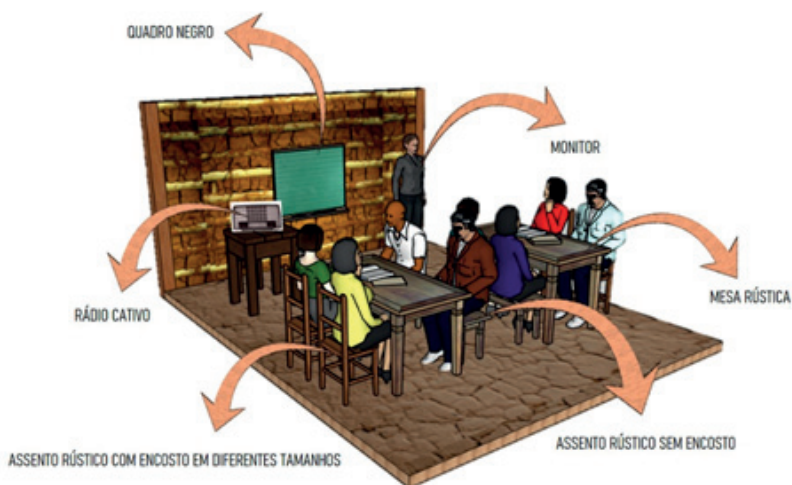 QUADRO NEGRO
MONITOR
MESA RÚSTICA
RÁDIO CATIVO
ASSENTO RÚSTICO SEM ENCOSTO
ASSENTO RÚSTICO COM ENCOSTO EM DIFERENTES TAMANHOS